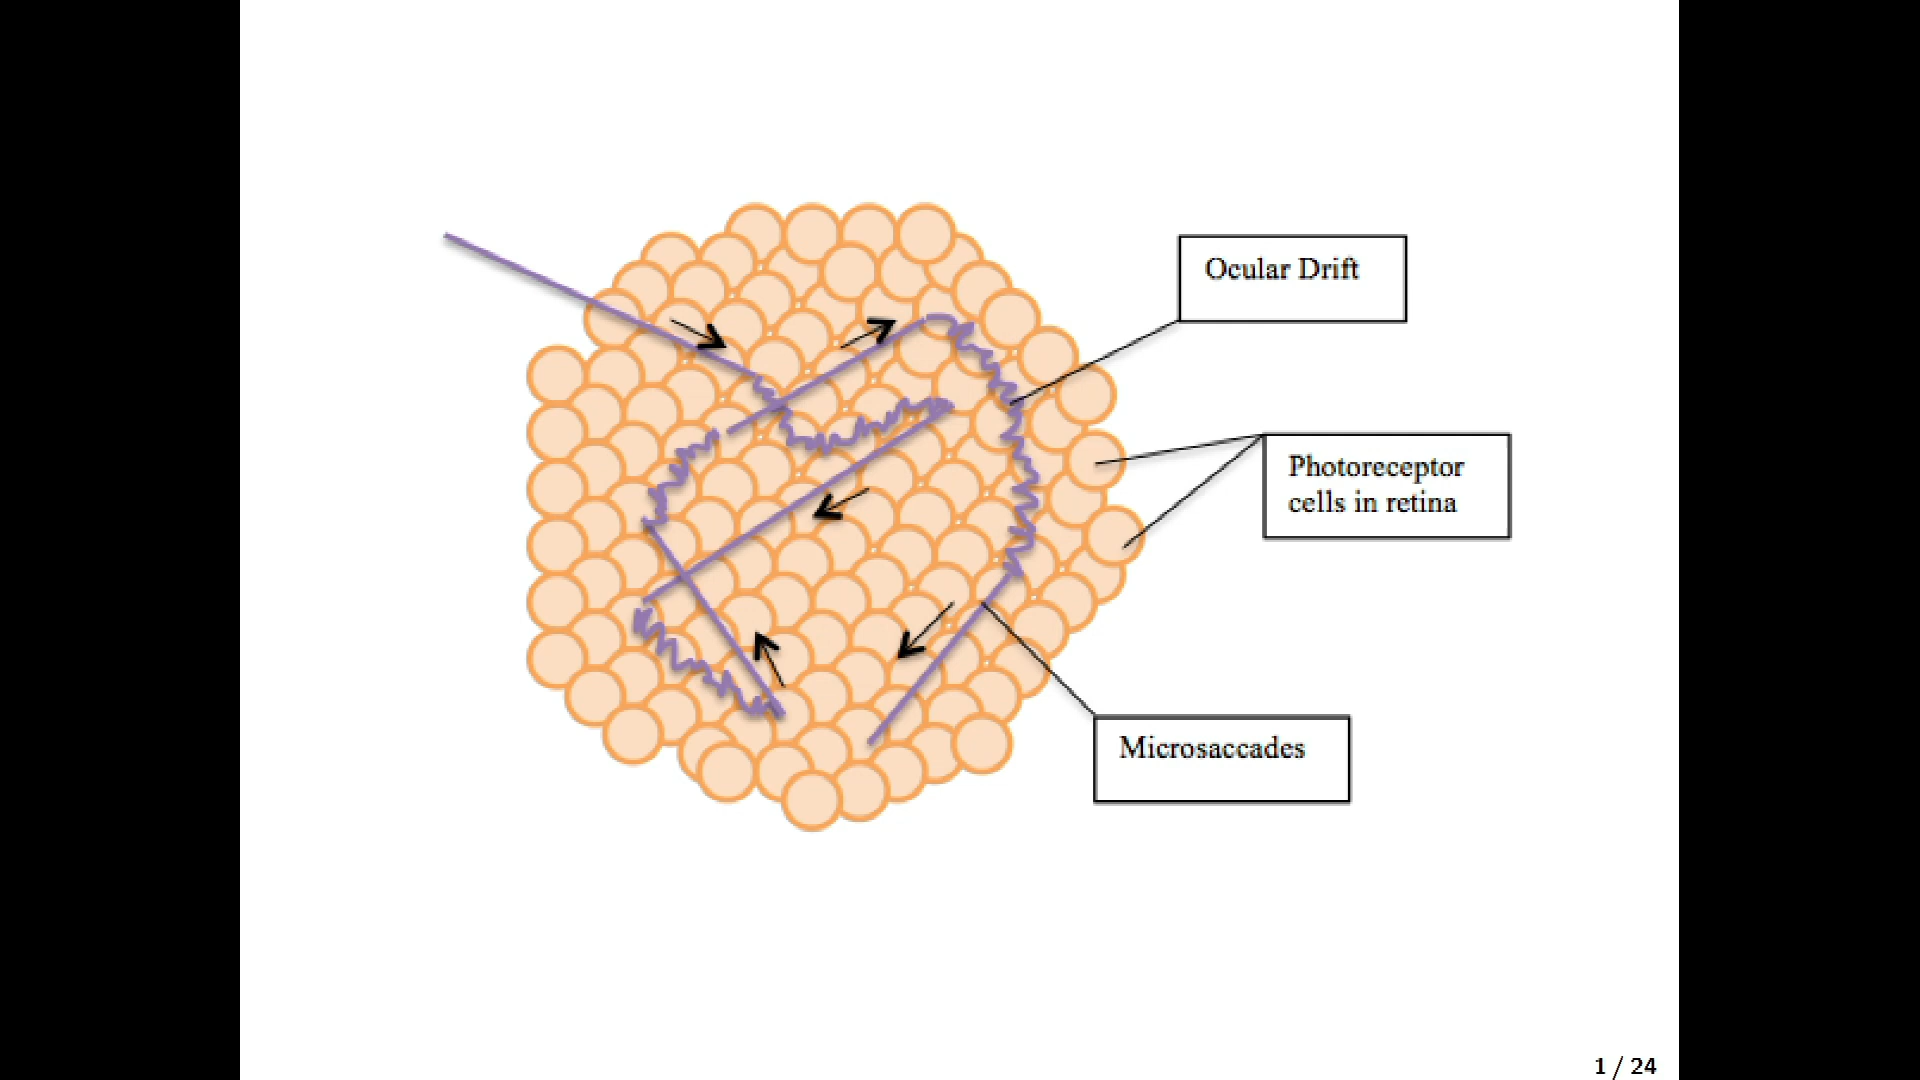 Ocular Drift
Photoreceptor
cells in retina
Microsaccades
1 / 24